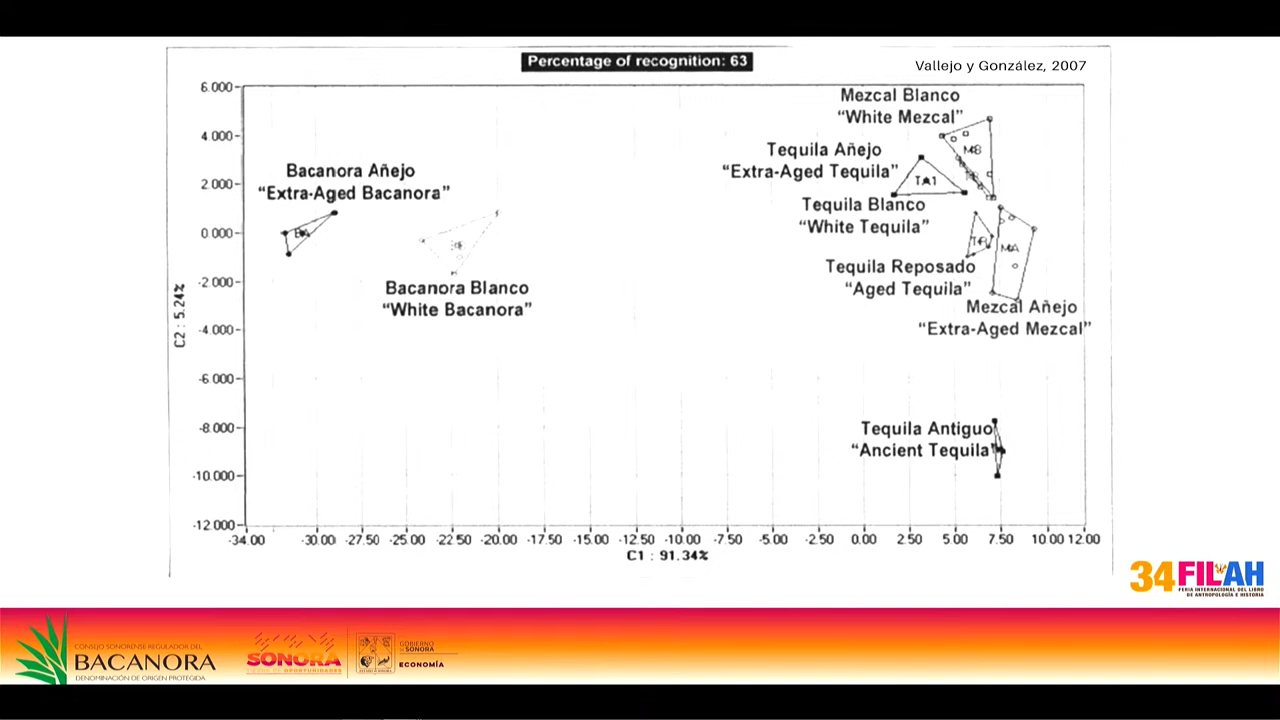 Percentage of recognition: 63
Vallejo y González, 2007
6.000
4.000
2.000
0.000
-2.000
-4.000
-6.000
-8.000
-10.000
-12.000
C2 : 5.24%
Mezcal Blanco
“White Mezcal”
MB
Tequila Añejo
“Extra-Aged Tequila”
TA1
Bacanora Añejo
“Extra-Aged Bacanora”
BA
Tequila Blanco
“White Tequila”
MA
Bacanora Blanco
“White Bacanora”
Tequila Reposado
“Aged Tequila”
Mezcal Añejo
“Extra-Aged Mezcal”
Tequila Antiguo
“Ancient Tequila”
-34.00 -30.00 -27.50 -25.00 -22.50 -20.00 -17.50 -15.00 -12.50 -10.00 -7.50 -5.00 -2.50 0.00 2.50 5.00 7.50 10.00 12.00
C1 : 91.34%
34 FILAH
FERIA INTERNACIONAL DEL LIBRO
DE ANTROPOLOGÍA E HISTORIA
CONSEJO SONORENSE REGULADOR DEL
BACANORA
DENOMINACIÓN DE ORIGEN PROTEGIDA
SONORA
OPORTUNIDADES
GOBIERNO
DE SONORA
ECONOMÍA